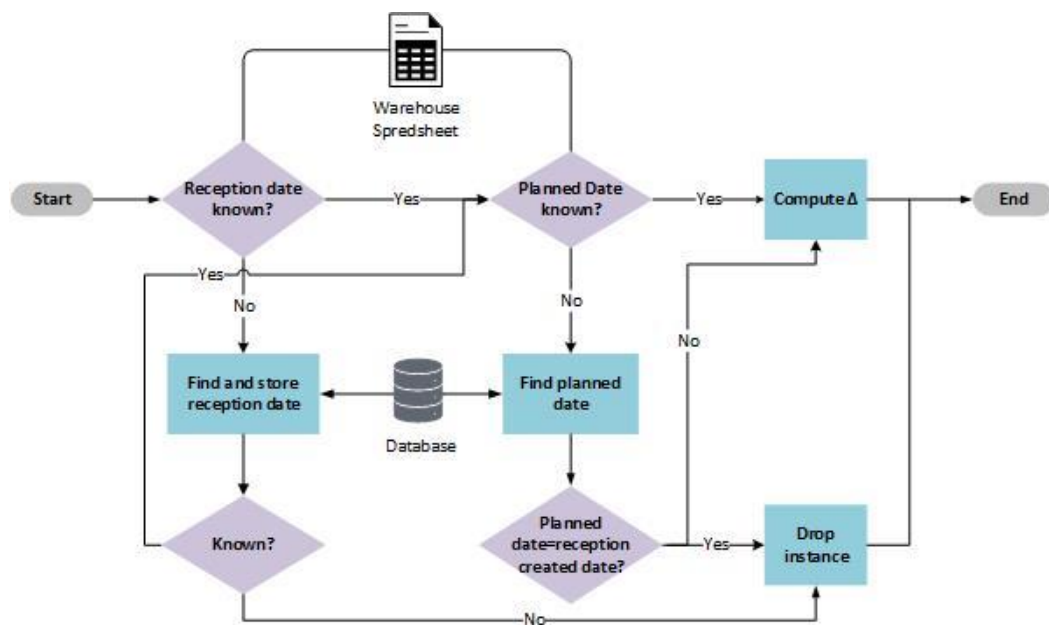 Warehouse
Spredsheet
Start
Reception date
known?
Yes
Planned Date
known?
Yes
Compute Δ
End
Yes
No
No
No
Find and store
reception date
Database
Find planned
date
Known?
Planned
date=reception
created date?
Yes
Drop
instance
No